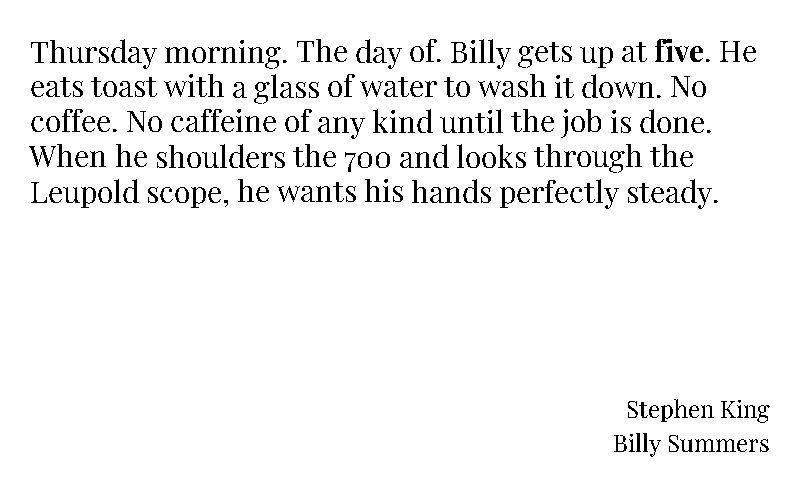 Thursday morning. The day of. Billy gets up at five. He
eats toast with a glass of water to wash it down. No
coffee. No caffeine of any kind until the job is done.
When he shoulders the 700 and looks through the
Leupold scope, he wants his hands perfectly steady.
Stephen King
Billy Summers